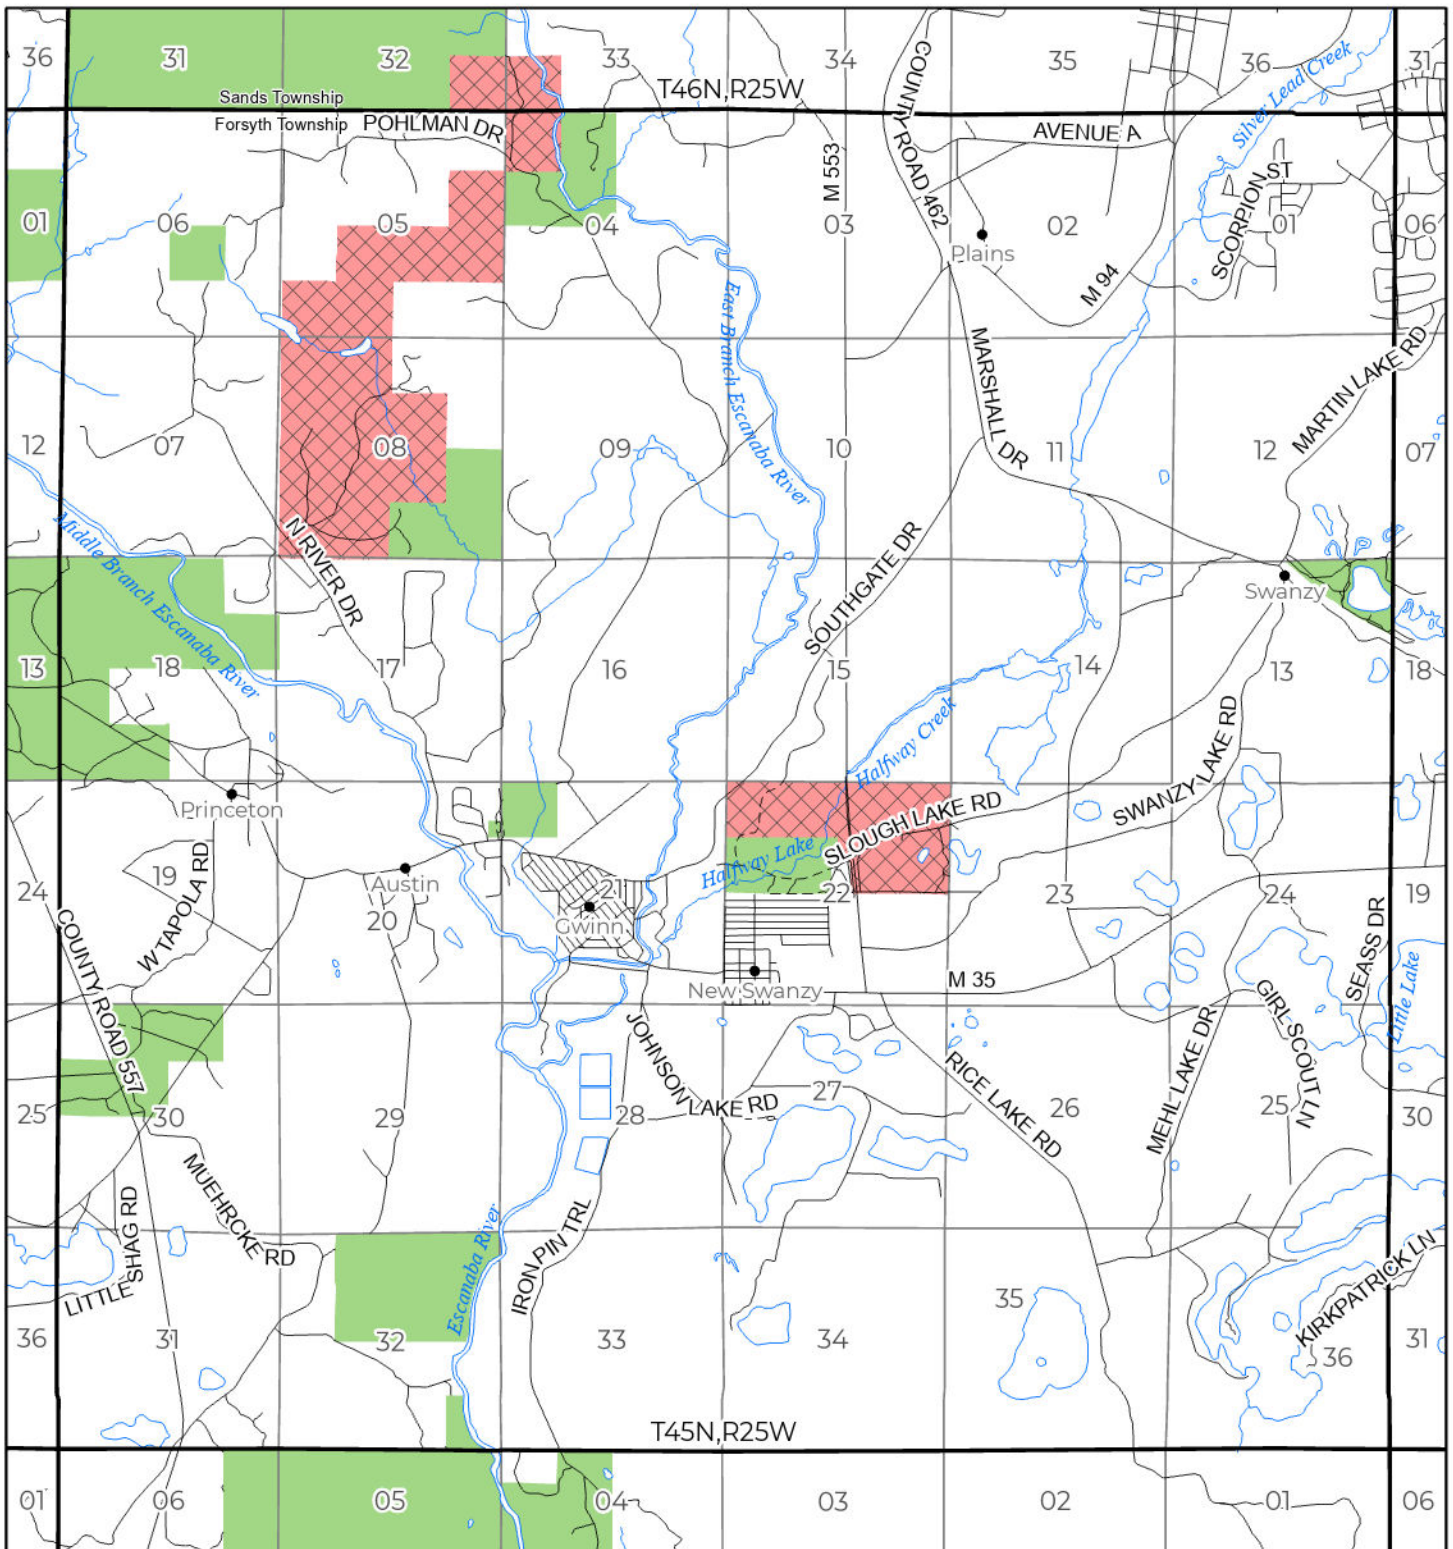 36
31
32
33
34
35
36
31
Silver Lead Creek
COUNTY ROAD 462
T46N,R25W
Sands Township
Forsyth Township
POHLMAN DR
AVENUE A
M 553
SCORPION ST
01
06
05
04
03
02
01
06
Plains
M 94
East Branch Escanaba River
MARSHALL DR
MARTIN LAKE RD
12
07
08
09
10
11
12
07
Middle Branch Escanaba River
N RIVER DR
SOUTHGATE DR
Swanzy
13
18
17
16
15
14
13
18
Halfway Creek
SWANZY LAKE RD
Princeton
SLOUGH LAKE RD
Halfway Lake
W TAPOLA RD
19
Austin
24
20
21
22
23
24
19
Gwinn
COUNTY ROAD 557
SEASS DR
Little Lake
New Swanzy
M 35
GIRL SCOUT LN
JOHNSON LAKE RD
RICE LAKE RD
MEHL LAKE DR
25
30
29
28
27
26
25
30
MUEHRCKE RD
LITTLE SHAG RD
Escanaba River
IRON PIN TRL
KIRKPATRICK LN
36
31
32
33
34
35
36
31
T45N,R25W
01
06
05
04
03
02
01
06